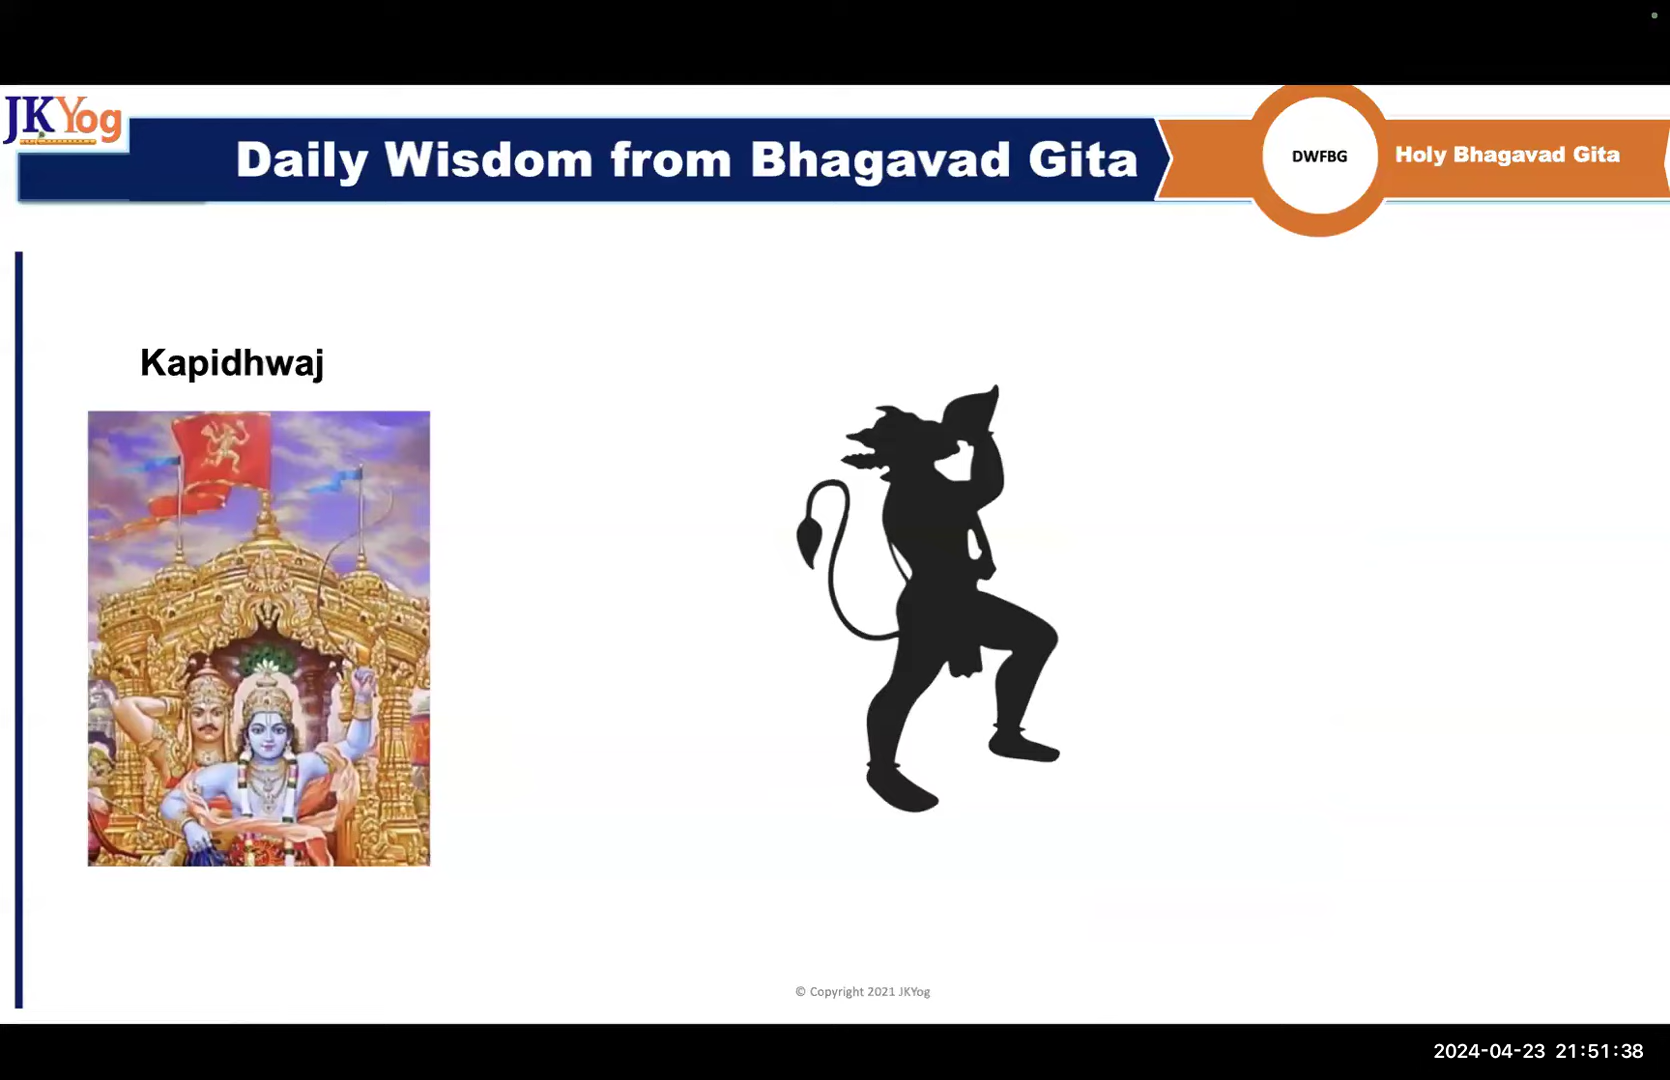 JKYog
Daily Wisdom from Bhagavad Gita
DWFBG
Holy Bhagavad Gita
Kapidhwaj
© Copyright 2021 JKYog
2024-04-23 21:51:38